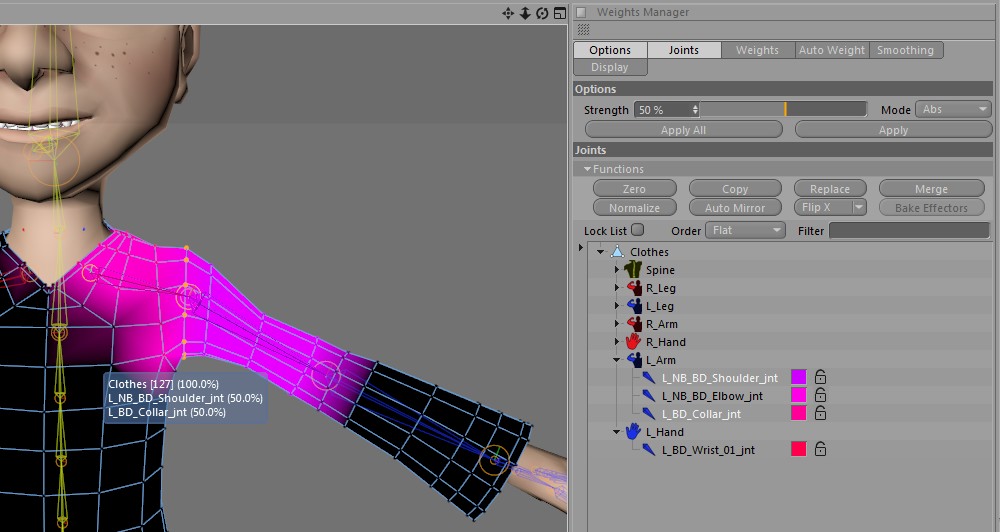 Weights Manager
Options Joints Weights Auto Weight Smoothing
Display
Options
Strength 50 % Mode Abs
Apply All Apply
Joints
Functions
Zero Copy Replace Merge
Normalize Auto Mirror Flip X Bake Effectors
Lock List Order Flat Filter
Clothes
Spine
R_Leg
L_Leg
R_Arm
R_Hand
L_Arm
L_NB_BD_Shoulder_jnt
L_NB_BD_Elbow_jnt
L_BD_Collar_jnt
L_Hand
L_BD_Wrist_01_jnt
Clothes [127] (100.0%)
L_NB_BD_Shoulder_jnt (50.0%)
L_BD_Collar_jnt (50.0%)